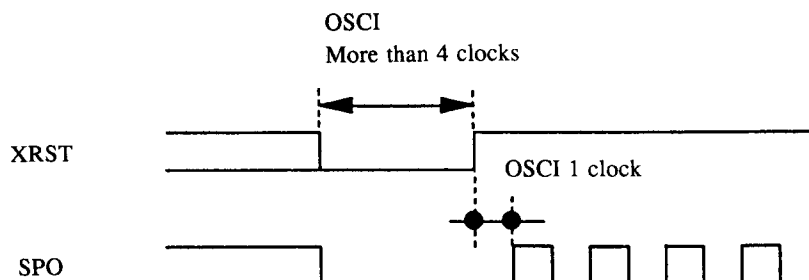 OSCI
More than 4 clocks
XRST
OSCI 1 clock
SPO